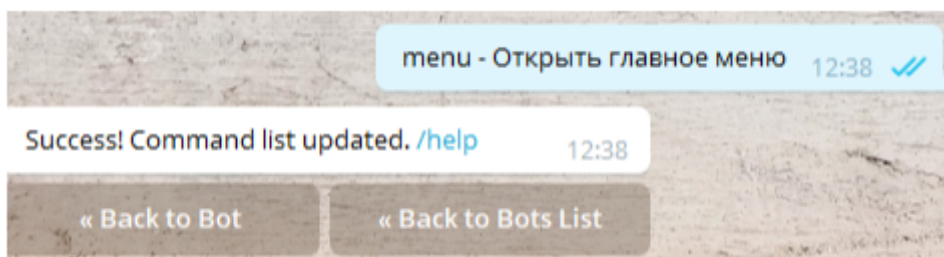 menu - Открыть главное меню 12:38
Success! Command list updated. /help 12:38
« Back to Bot
« Back to Bots List